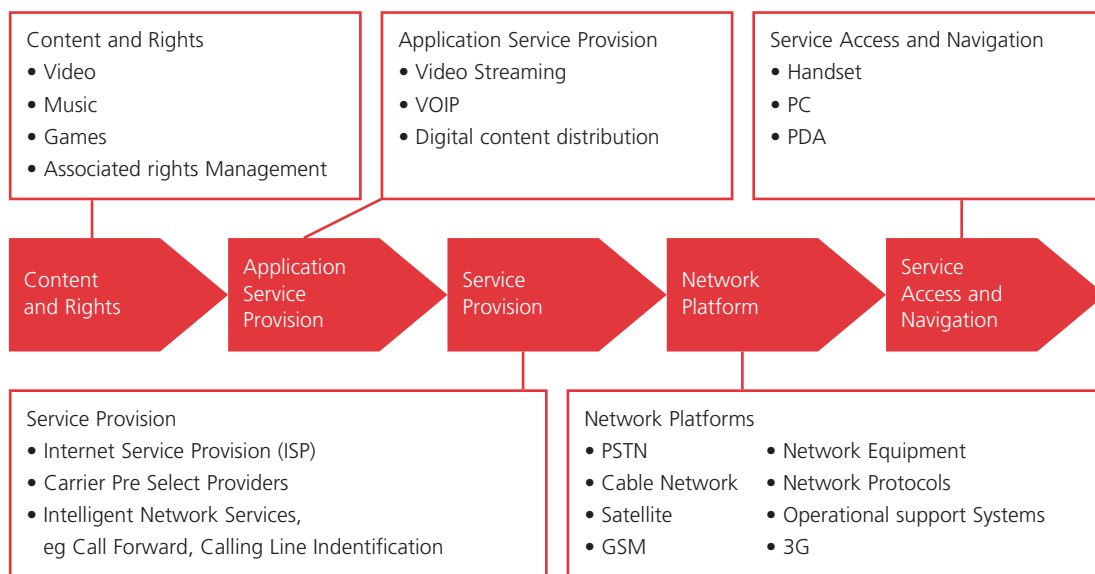 Content and Rights
• Video
• Music
• Games
• Associated rights Management
Application Service Provision
• Video Streaming
• VOIP
• Digital content distribution
Service Access and Navigation
• Handset
• PC
• PDA
Content
and Rights
Application
Service
Provision
Service
Provision
Network
Platform
Service
Access and
Navigation
Service Provision
• Internet Service Provision (ISP)
• Carrier Pre Select Providers
• Intelligent Network Services,
eg Call Forward, Calling Line Indentification
Network Platforms
• PSTN
• Cable Network
• Satellite
• GSM
• Network Equipment
• Network Protocols
• Operational support Systems
• 3G